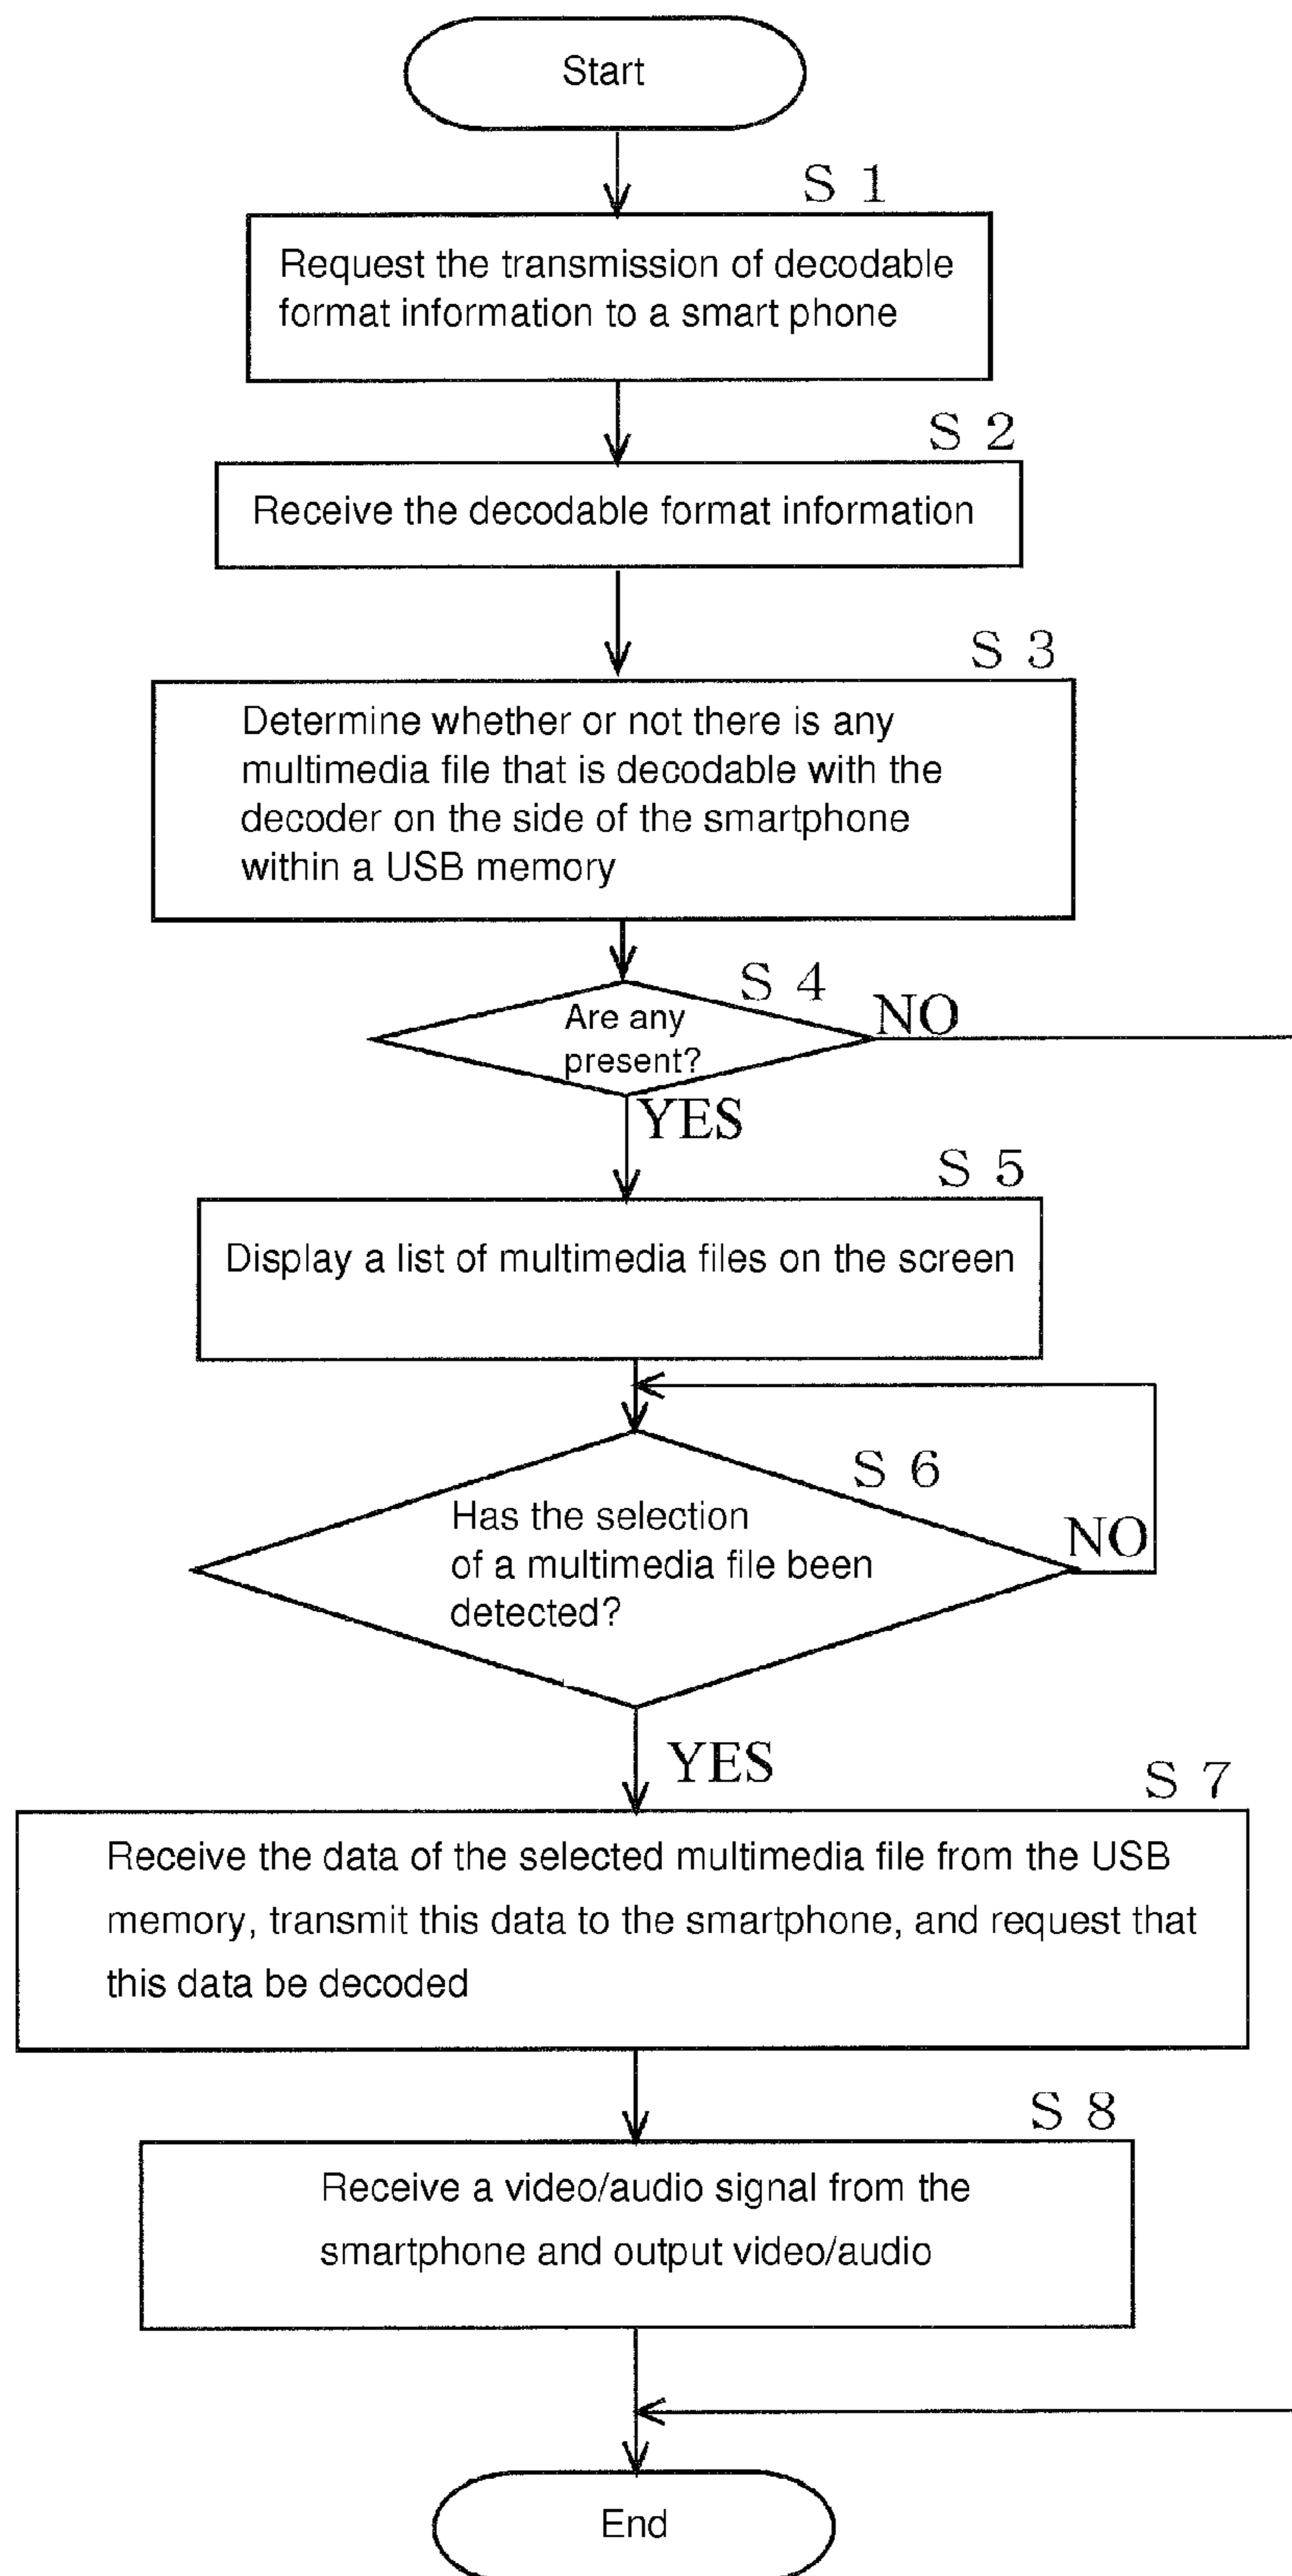 Start
S 1
Request the transmission of decodable
format information to a smart phone
S 2
Receive the decodable format information
S 3
Determine whether or not there is any
multimedia file that is decodable with the
decoder on the side of the smartphone
within a USB memory
S 4
Are any
present?
NO
YES
S 5
Display a list of multimedia files on the screen
S 6
Has the selection
of a multimedia file been
detected?
NO
YES
S 7
Receive the data of the selected multimedia file from the USB
memory, transmit this data to the smartphone, and request that
this data be decoded
S 8
Receive a video/audio signal from the
smartphone and output video/audio
End